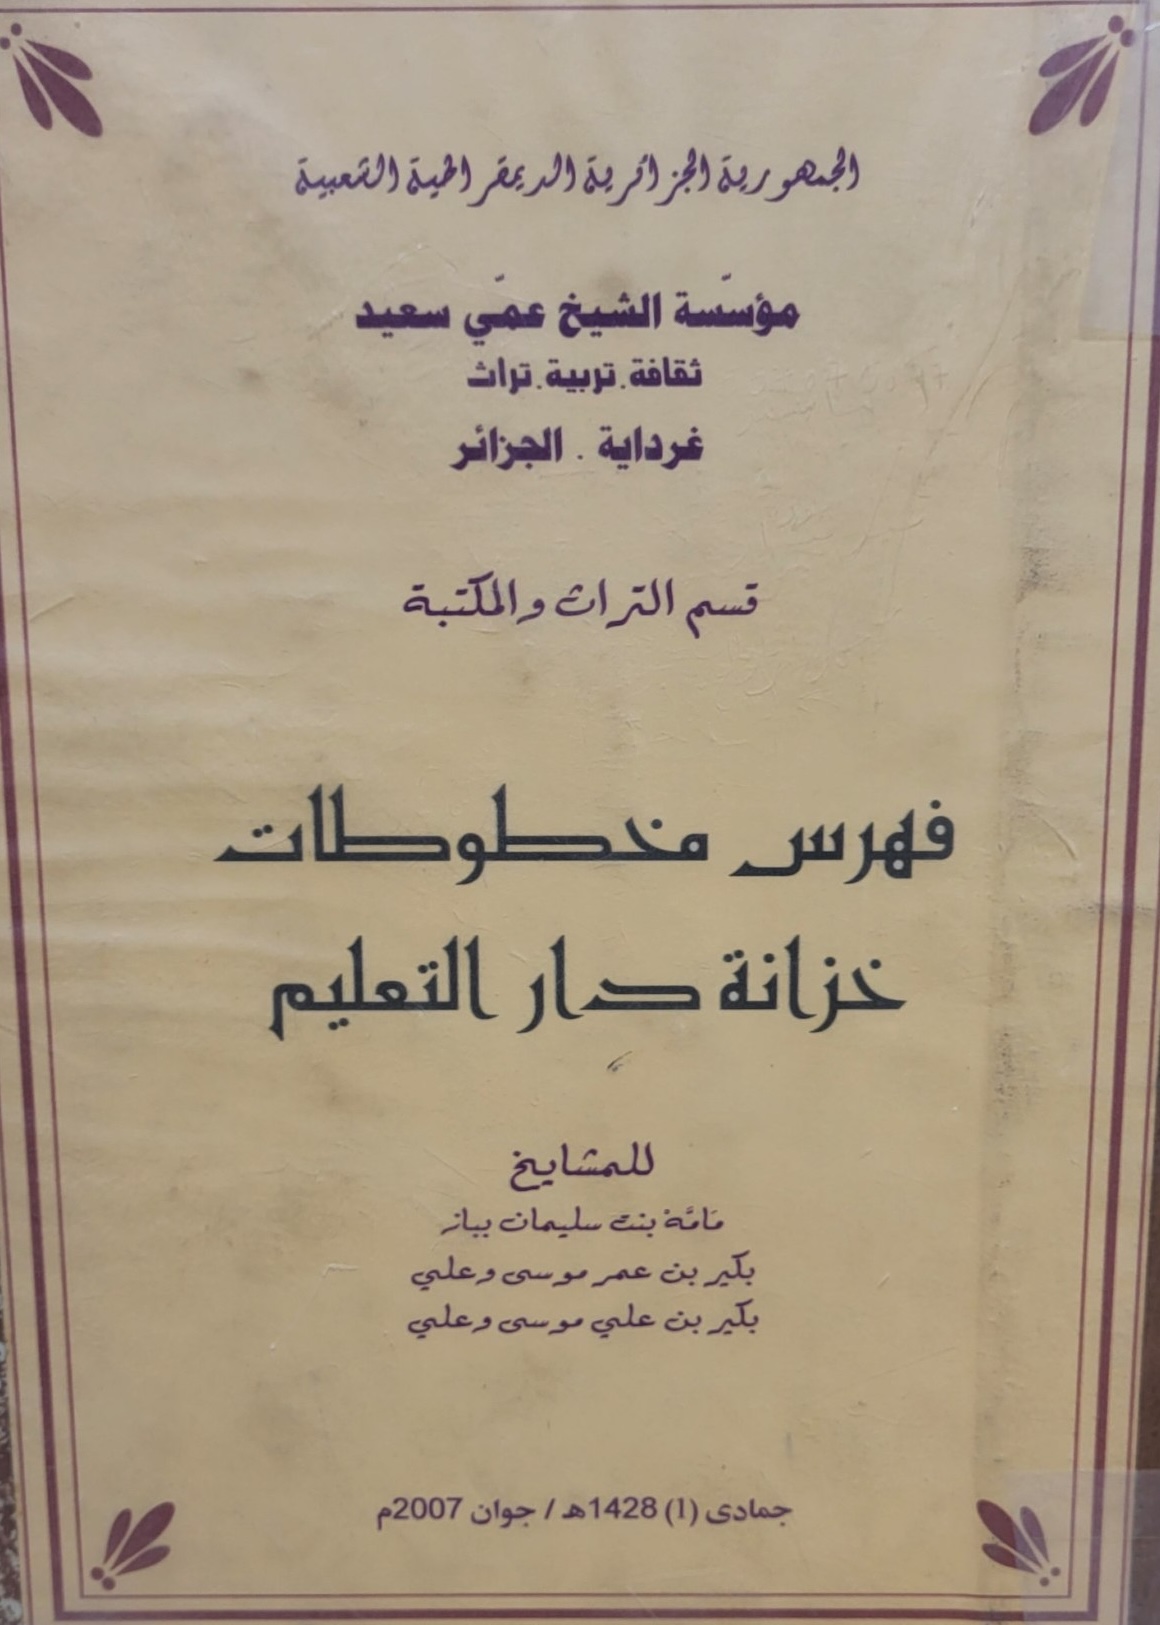 الجمهورية الجزائرية الديمقراطية الشعبية
مؤسّسة الشيخ عمّي سعيد
ثقافة. تربية. تراث
غرداية . الجزائر
قسم التراث والمكتبة
فهرس مخطوطات
خزانة دار التعليم
للمشايخ
مَامَّة بنت سليمان بباز
بكير بن عمر موسى وعلي
بكير بن علي موسى وعلي
جمادى (I) 1428هـ / جوان 2007م